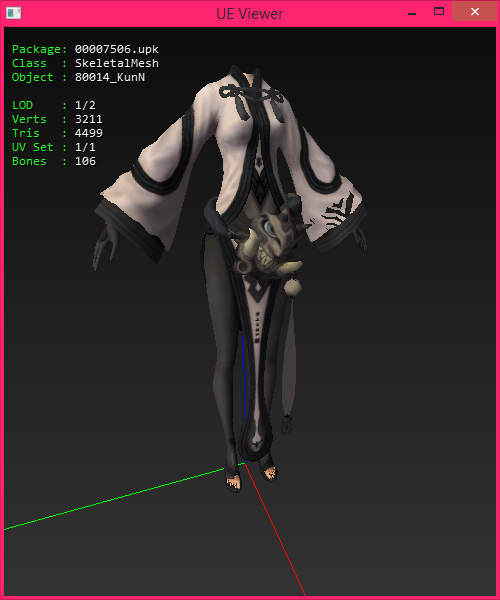 UE Viewer
Package: 00007506.upk
Class : SkeletalMesh
Object : 80014_KunN
LOD : 1/2
Verts : 3211
Tris : 4499
UV Set : 1/1
Bones : 106